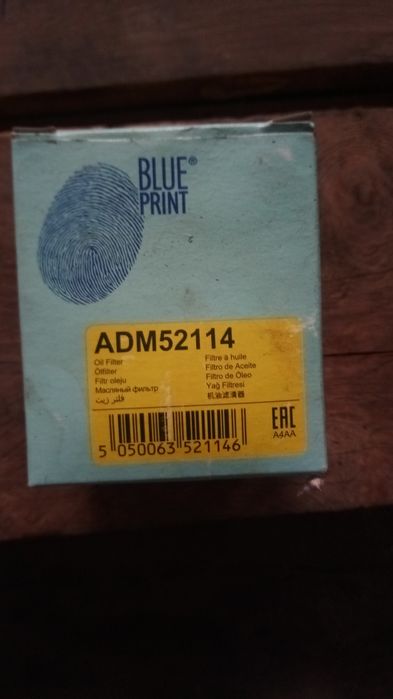 BLUE®
PRINT
ADM52114
Oil Filter
Ölfilter
Filtr oleju
Масляный фильтр
فلتر زيت
Filtre à huile
Filtro de Aceite
Filtro de Óleo
Yağ Filtresi
机油滤清器
5 050063 521146
EAC
A4AA